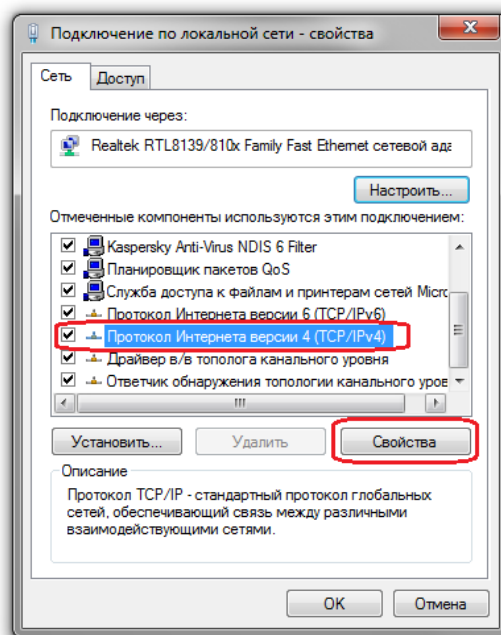 Подключение по локальной сети - свойства
Сеть Доступ
Подключение через:
Realtek RTL8139/810x Family Fast Ethernet сетевой ада
Настроить...
Отмеченные компоненты используются этим подключением:
Kaspersky Anti-Virus NDIS 6 Filter
Планировщик пакетов QoS
Служба доступа к файлам и принтерам сетей Micro
Протокол Интернета версии 6 (TCP/IPv6)
Протокол Интернета версии 4 (TCP/IPv4)
Драйвер в/в тополога канального уровня
Ответчик обнаружения топологии канального уров
Установить... Удалить Свойства
Описание
Протокол TCP/IP - стандартный протокол глобальных
сетей, обеспечивающий связь между различными
взаимодействующими сетями.
OK Отмена